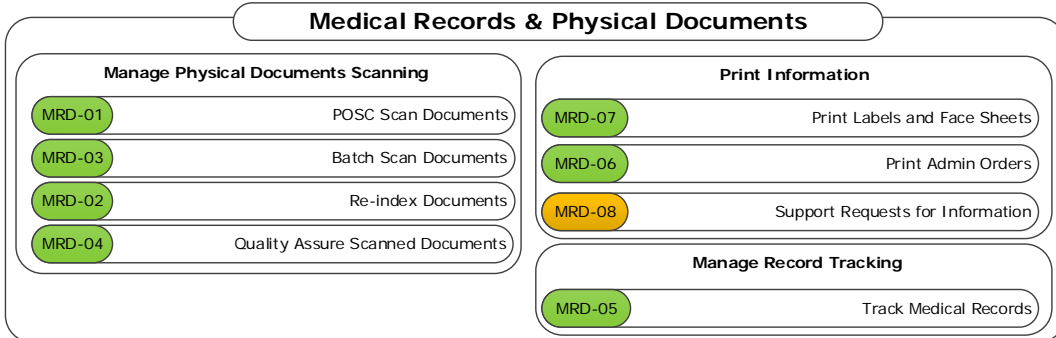 Medical Records & Physical Documents
Manage Physical Documents Scanning
MRD-01 POSC Scan Documents
MRD-03 Batch Scan Documents
MRD-02 Re-index Documents
MRD-04 Quality Assure Scanned Documents
Print Information
MRD-07 Print Labels and Face Sheets
MRD-06 Print Admin Orders
MRD-08 Support Requests for Information
Manage Record Tracking
MRD-05 Track Medical Records